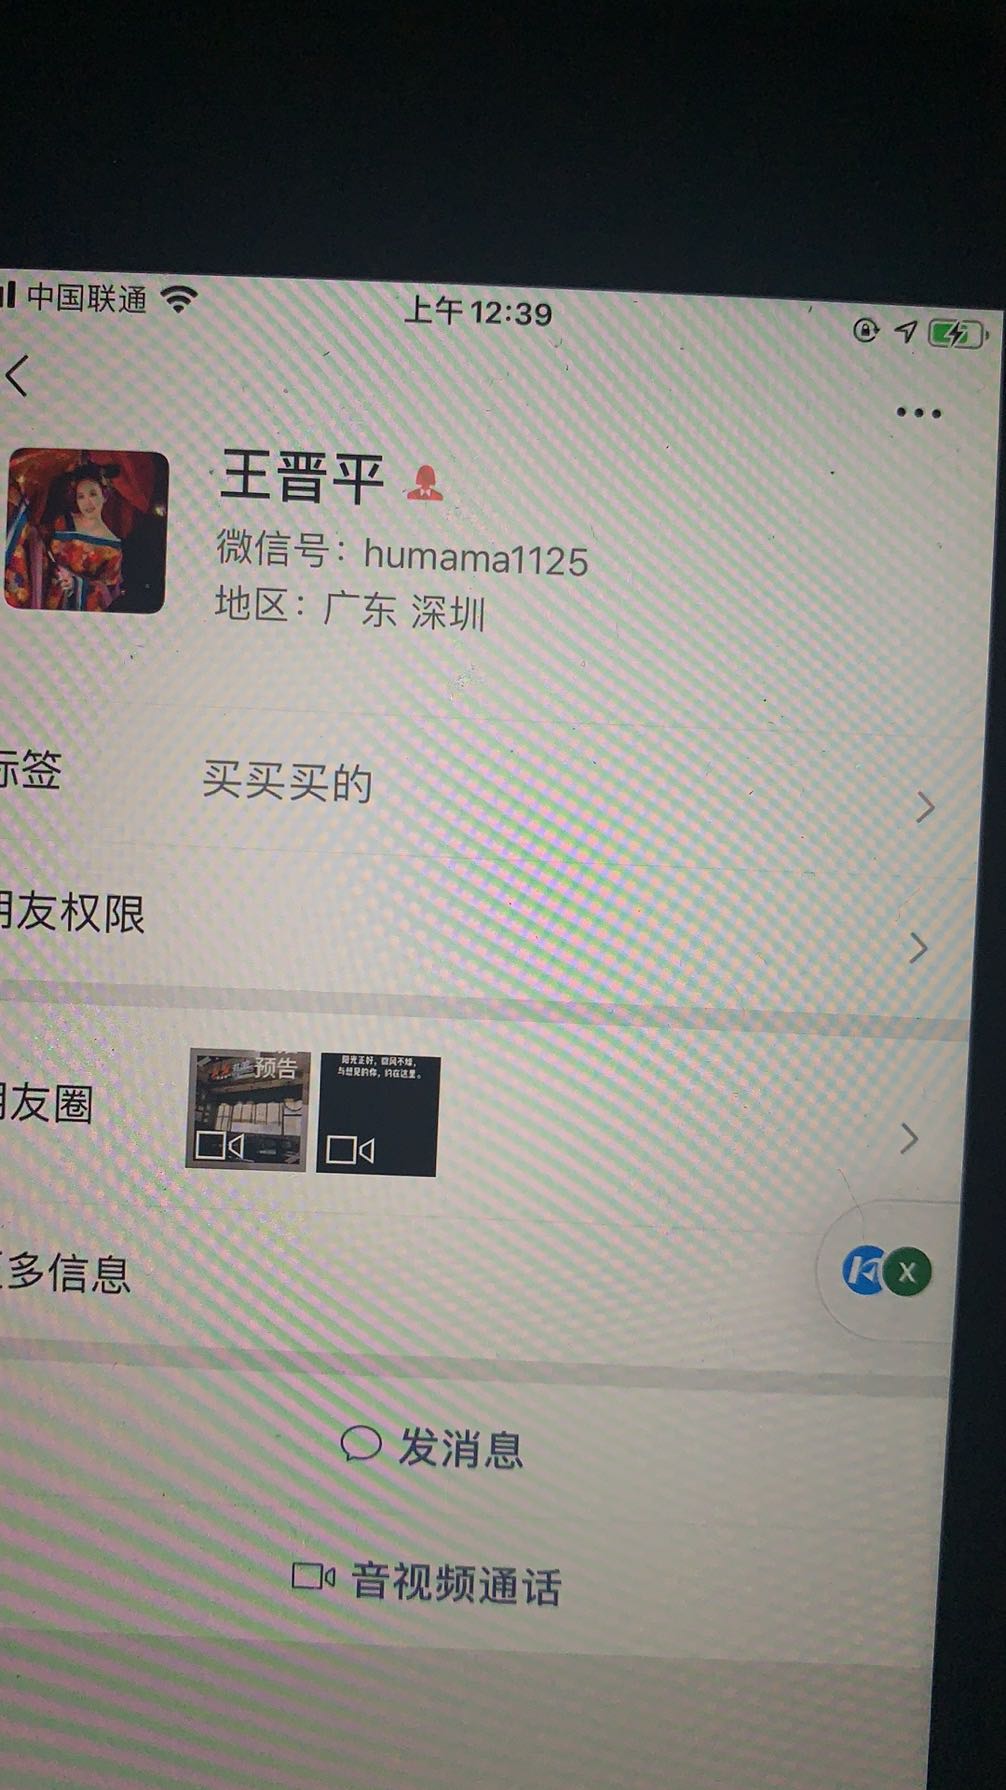 中国联通
上午12:39
王晋平
微信号：humama1125
地区：广东 深圳
标签 买买买的
朋友权限
预告
阳光正好，微风不燥，
与想见的你，约在这里。
朋友圈
更多信息
X
发消息
音视频通话